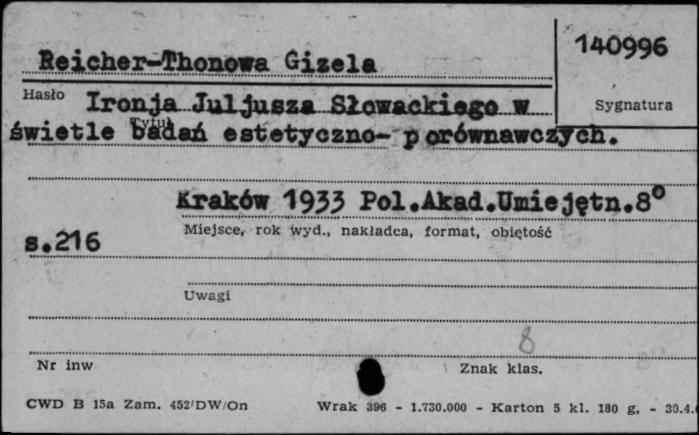 Reicher-Thonowa Gizela
140996
Hasło
Ironja Juljusza Słowackiego w
Sygnatura
Tytuł
świetle badań estetyczno- porównawczych.
Kraków 1933 Pol.Akad.Umiejętn.8°
Miejsce, rok wyd., nakładca, format, objętość
s.216
Uwagi
8
Nr inw
Znak klas.
CWD B 15a Zam. 452/DW/On
Wrak 396 - 1.730.000 - Karton 5 kl. 180 g, - 30.4.